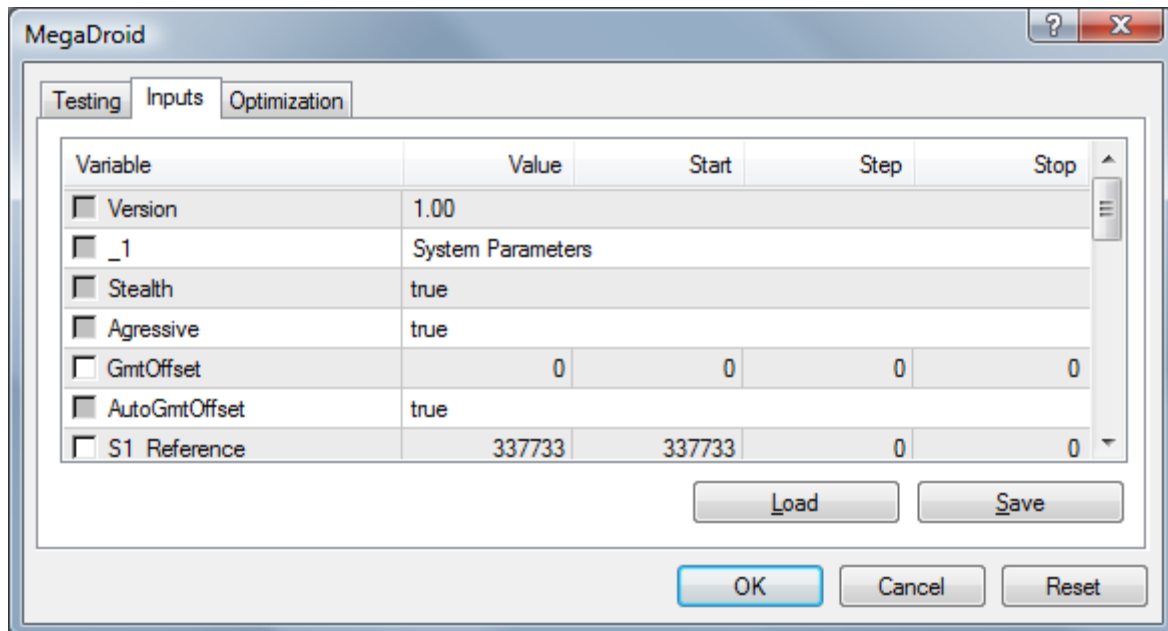 MegaDroid
Testing Inputs Optimization
Variable Value Start Step Stop
Version 1.00
_1 System Parameters
Stealth true
Agressive true
GmtOffset 0 0 0 0
AutoGmtOffset true
S1_Reference 337733 337733 0 0
Load Save
OK Cancel Reset